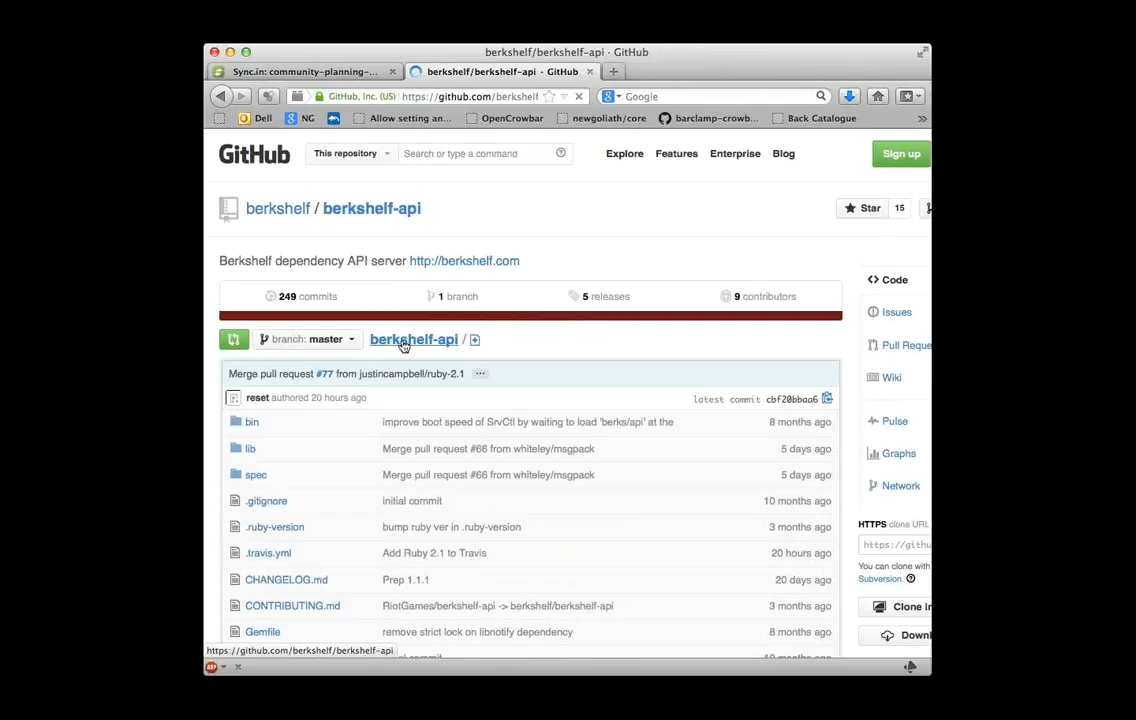 berkshelf/berkshelf-api · GitHub
Sync.in: community-planning-... ×
berkshelf/berkshelf-api · GitHub ×
GitHub, Inc. (US) https://github.com/berkshelf
Google
Dell NG Allow setting an... OpenCrowbar newgoliath/core barclamp-crowb... Back Catalogue »
GitHub This repository Search or type a command Explore Features Enterprise Blog Sign up
berkshelf / berkshelf-api
Star 15
Berkshelf dependency API server http://berkshelf.com
249 commits 1 branch 5 releases 9 contributors
branch: master berkshelf-api /
Merge pull request #77 from justincampbell/ruby-2.1 ...
reset authored 20 hours ago latest commit cbf20bbaa6
bin improve boot speed of SrvCtl by waiting to load 'berks/api' at the 8 months ago
lib Merge pull request #66 from whiteley/msgpack 5 days ago
spec Merge pull request #66 from whiteley/msgpack 5 days ago
.gitignore initial commit 10 months ago
.ruby-version bump ruby ver in .ruby-version 3 months ago
.travis.yml Add Ruby 2.1 to Travis 20 hours ago
CHANGELOG.md Prep 1.1.1 20 days ago
CONTRIBUTING.md RiotGames/berkshelf-api -> berkshelf/berkshelf-api 3 months ago
Gemfile remove strict lock on libnotify dependency 8 months ago
<> Code
Issues
Pull Reque
Wiki
Pulse
Graphs
Network
HTTPS clone URL
https://githu
You can clone with
Subversion.
Clone in
Downl
https://github.com/berkshelf/berkshelf-api
ABP